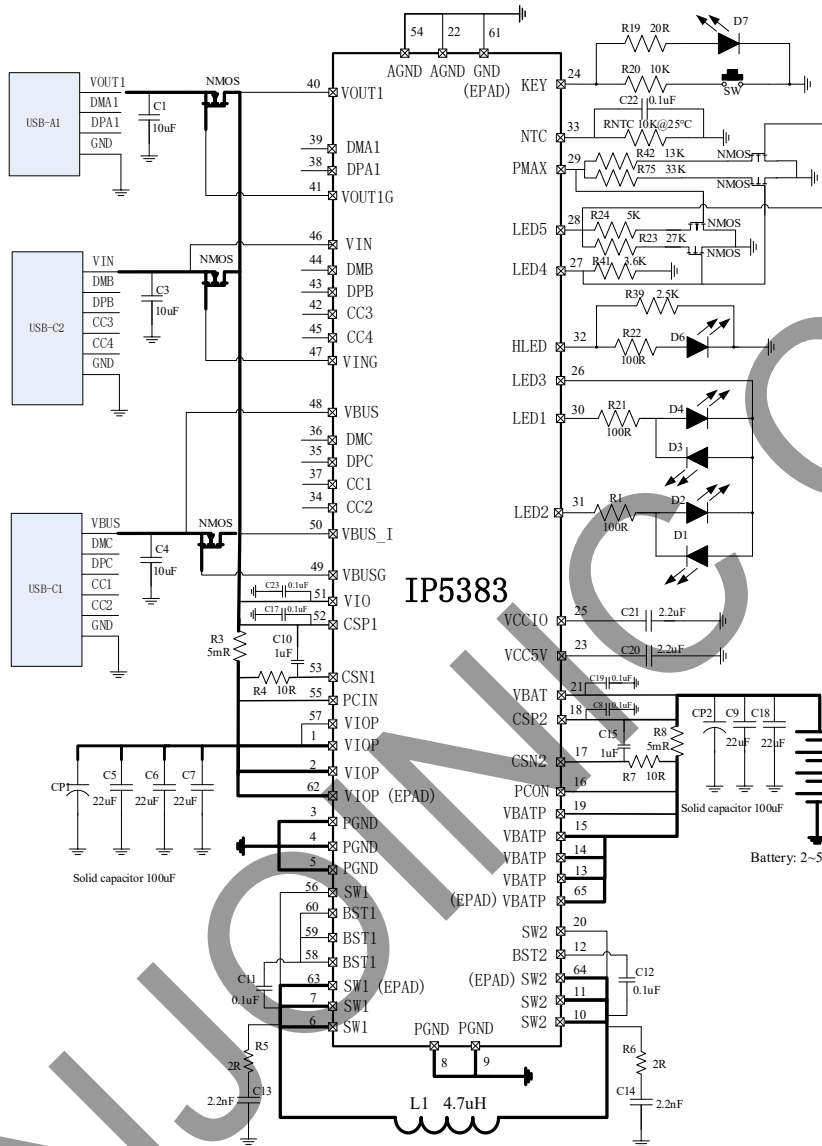 54 22 61
AGND AGND GND
(EPAD)
USB-A1
VOUT1
DMA1
DPA1
GND
C1
10uF
NMOS
40 VOUT1
39 DMA1
38 DPA1
41 VOUT1G
USB-C2
VIN
DMB
DPB
CC3
CC4
GND
C3
10uF
NMOS
46 VIN
44 DMB
43 DPB
42 CC3
45 CC4
47 VING
48 VBUS
36 DMC
35 DPC
37 CC1
34 CC2
USB-C1
VBUS
DMC
DPC
CC1
CC2
GND
C4
10uF
NMOS
50 VBUS_I
49 VBUSG
C23 0.1uF
51 VIO
C17 0.1uF
52 CSP1
R3
5mR
C10
1uF
53 CSN1
R4 10R
55 PCIN
57 VIOP
1 VIOP
2 VIOP
62 VIOP (EPAD)
CP1 C5 C6 C7
22uF 22uF 22uF
Solid capacitor 100uF
3 PGND
4 PGND
5 PGND
56 SW1
60 BST1
59 BST1
58 BST1
63 SW1 (EPAD)
7 SW1
6 SW1
C11
0.1uF
R5
2R
C13
2.2nF
IP5383
KEY 24
R19 20R
D7
R20 10K
SW
C22 0.1uF
NTC 33
RNTC 10K@25°C
PMAX 29
R42 13K
NMOS
R75 33K
NMOS
LED5 28
R24 5K
NMOS
R23 27K
NMOS
LED4 27
R41 3.6K
R39 2.5K
HLED 32
R22
100R
D6
LED3 26
LED1 30
R21
100R
D4
D3
LED2 31
R1
100R
D2
D1
VCCIO 25
C21 2.2uF
VCC5V 23
C20 2.2uF
VBAT 21
C19 0.1uF
CSP2 18
C8 0.1uF
C15
1uF
R8
5mR
CSN2 17
R7 10R
PCON 16
CP2 C9 C18
22uF 22uF
Solid capacitor 100uF
Battery: 2~5
VBATP 19
VBATP 15
VBATP 14
VBATP 13
(EPAD) VBATP 65
SW2 20
BST2 12
(EPAD) SW2 64
SW2 11
SW2 10
C12
0.1uF
R6
2R
C14
2.2nF
PGND PGND
8 9
L1 4.7uH
NJOINIC CO